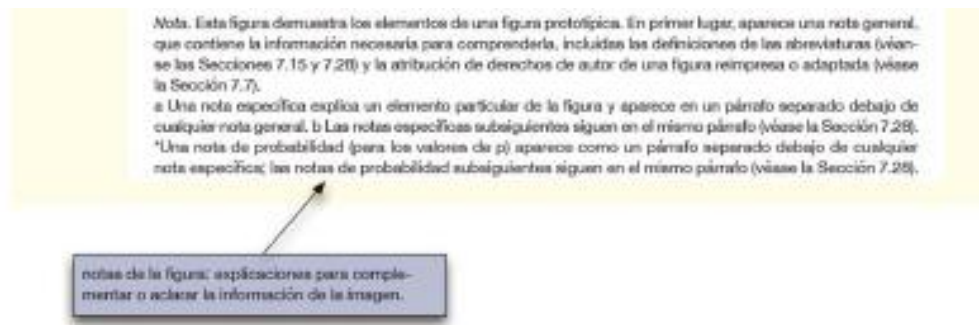 Nota. Esta figura demuestra los elementos de una figura prototípica. En primer lugar, aparece una nota general,
que contiene la información necesaria para comprenderla, incluidas las definiciones de las abreviaturas (véan-
se las Secciones 7.15 y 7.28) y la atribución de derechos de autor de una figura reimpresa o adaptada (véase
la Sección 7.7).
a Una nota específica explica un elemento particular de la figura y aparece en un párrafo separado debajo de
cualquier nota general. b Las notas específicas subsiguientes siguen en el mismo párrafo (véase la Sección 7.28).
*Una nota de probabilidad (para los valores de p) aparece como un párrafo separado debajo de cualquier
nota específica; las notas de probabilidad subsiguientes siguen en el mismo párrafo (véase la Sección 7.28).
notas de la figura: explicaciones para comple-
mentar o aclarar la información de la imagen.